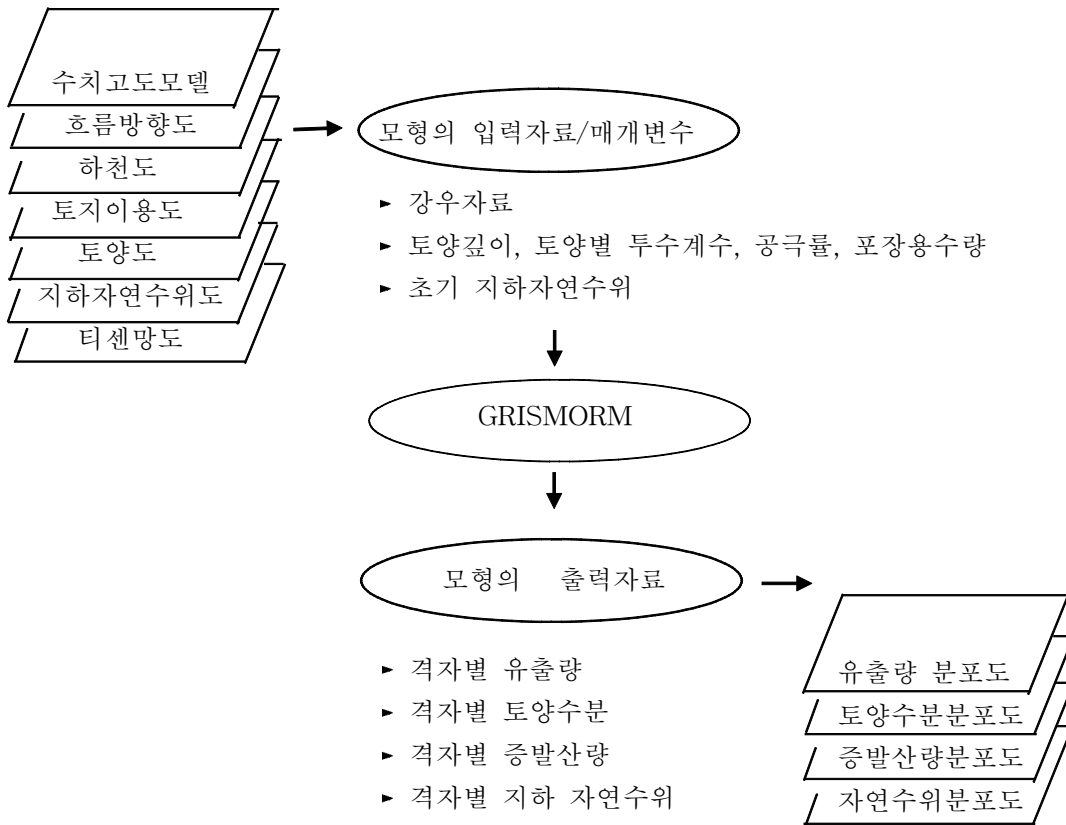 수치고도모델
흐름방향도
하천도
토지이용도
토양도
지하자연수위도
티센망도
모형의 입력자료/매개변수
► 강우자료
► 토양깊이, 토양별 투수계수, 공극률, 포장용수량
► 초기 지하자연수위
GRISMORM
모형의 출력자료
► 격자별 유출량
► 격자별 토양수분
► 격자별 증발산량
► 격자별 지하 자연수위
유출량 분포도
토양수분분포도
증발산량분포도
자연수위분포도